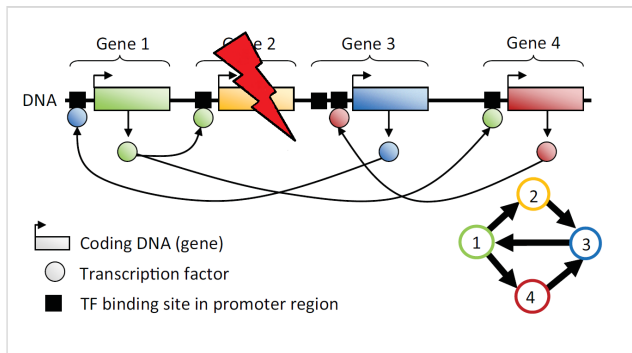 Gene 1
Gene 2
Gene 3
Gene 4
DNA
2
1
3
4
Coding DNA (gene)
Transcription factor
TF binding site in promoter region